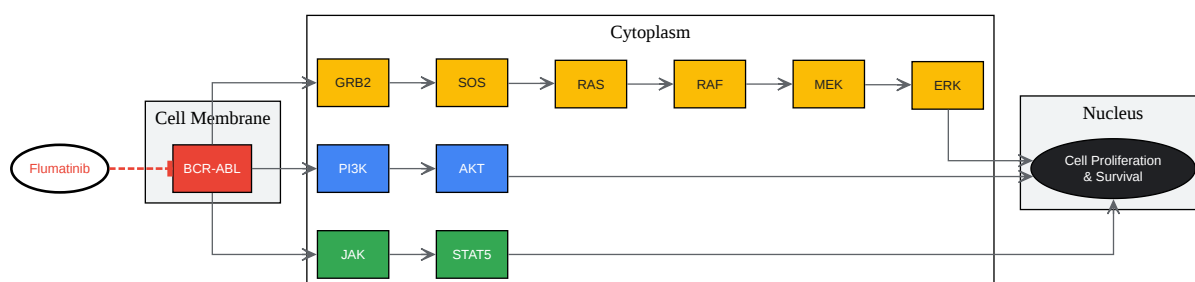 Cytoplasm
GRB2
SOS
RAS
RAF
MEK
ERK
Cell Membrane
Nucleus
Flumatinib
BCR-ABL
PI3K
AKT
Cell Proliferation
& Survival
JAK
STAT5